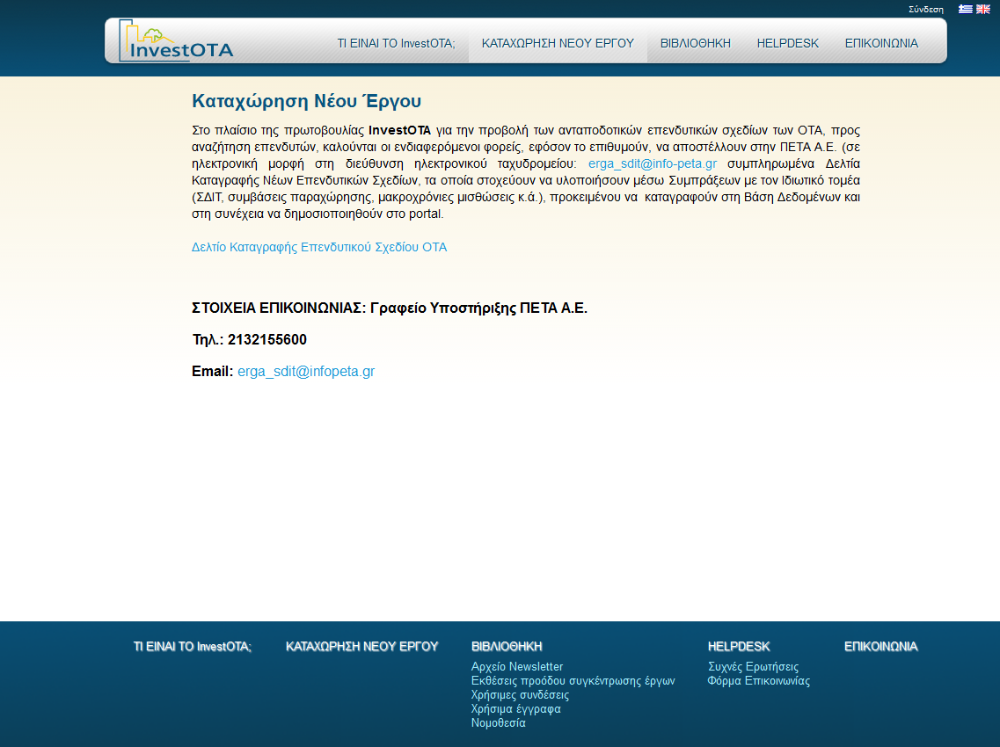 Σύνδεση
InvestOTA
ΤΙ ΕΙΝΑΙ ΤΟ InvestOTA;
ΚΑΤΑΧΩΡΗΣΗ ΝΕΟΥ ΕΡΓΟΥ
ΒΙΒΛΙΟΘΗΚΗ
HELPDESK
ΕΠΙΚΟΙΝΩΝΙΑ
Καταχώρηση Νέου Έργου
Στο πλαίσιο της πρωτοβουλίας InvestOTA για την προβολή των ανταποδοτικών επενδυτικών σχεδίων των ΟΤΑ, προς
αναζήτηση επενδυτών, καλούνται οι ενδιαφερόμενοι φορείς, εφόσον το επιθυμούν, να αποστέλλουν στην ΠΕΤΑ Α.Ε. (σε
ηλεκτρονική μορφή στη διεύθυνση ηλεκτρονικού ταχυδρομείου: erga_sdit@info-peta.gr συμπληρωμένα Δελτία
Καταγραφής Νέων Επενδυτικών Σχεδίων, τα οποία στοχεύουν να υλοποιήσουν μέσω Συμπράξεων με τον Ιδιωτικό τομέα
(ΣΔΙΤ, συμβάσεις παραχώρησης, μακροχρόνιες μισθώσεις κ.ά.), προκειμένου να  καταγραφούν στη Βάση Δεδομένων και
στη συνέχεια να δημοσιοποιηθούν στο portal.
Δελτίο Καταγραφής Επενδυτικού Σχεδίου ΟΤΑ
ΣΤΟΙΧΕΙΑ ΕΠΙΚΟΙΝΩΝΙΑΣ: Γραφείο Υποστήριξης ΠΕΤΑ Α.Ε.
Τηλ.: 2132155600
Email: erga_sdit@infopeta.gr
ΤΙ ΕΙΝΑΙ ΤΟ InvestOTA;
ΚΑΤΑΧΩΡΗΣΗ ΝΕΟΥ ΕΡΓΟΥ
ΒΙΒΛΙΟΘΗΚΗ
Αρχείο Newsletter
Εκθέσεις προόδου συγκέντρωσης έργων
Χρήσιμες συνδέσεις
Χρήσιμα έγγραφα
Νομοθεσία
HELPDESK
Συχνές Ερωτήσεις
Φόρμα Επικοινωνίας
ΕΠΙΚΟΙΝΩΝΙΑ